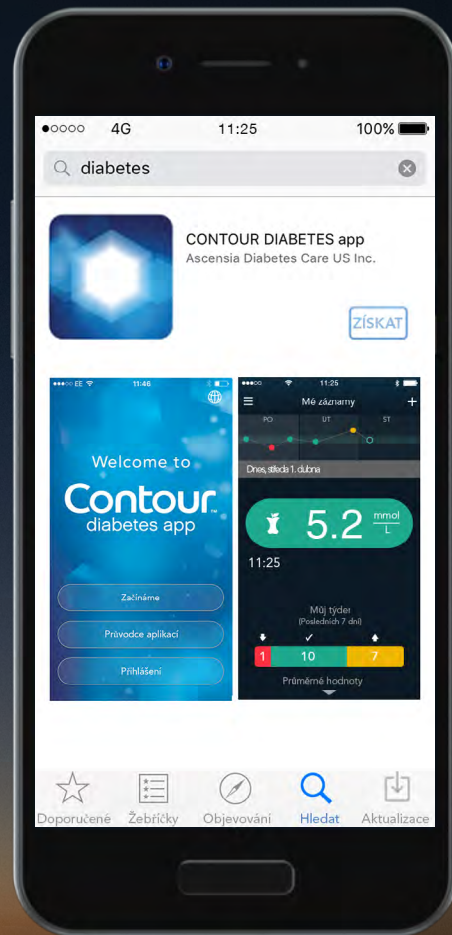 4G 11:25 100%
diabetes
CONTOUR DIABETES app
Ascensia Diabetes Care US Inc.
ZÍSKAT
EE 11:46
Welcome to
Contour™
diabetes app
Začínáme
Průvodce aplikací
Přihlášení
11:25
Mé záznamy
PO ÚT ST
Dnes, středa 1. dubna
5.2 mmol
L
11:25
Můj týden
(Posledních 7 dní)
1 10 7
Průměrné hodnoty
Doporučené Žebříčky Objevování Hledat Aktualizace